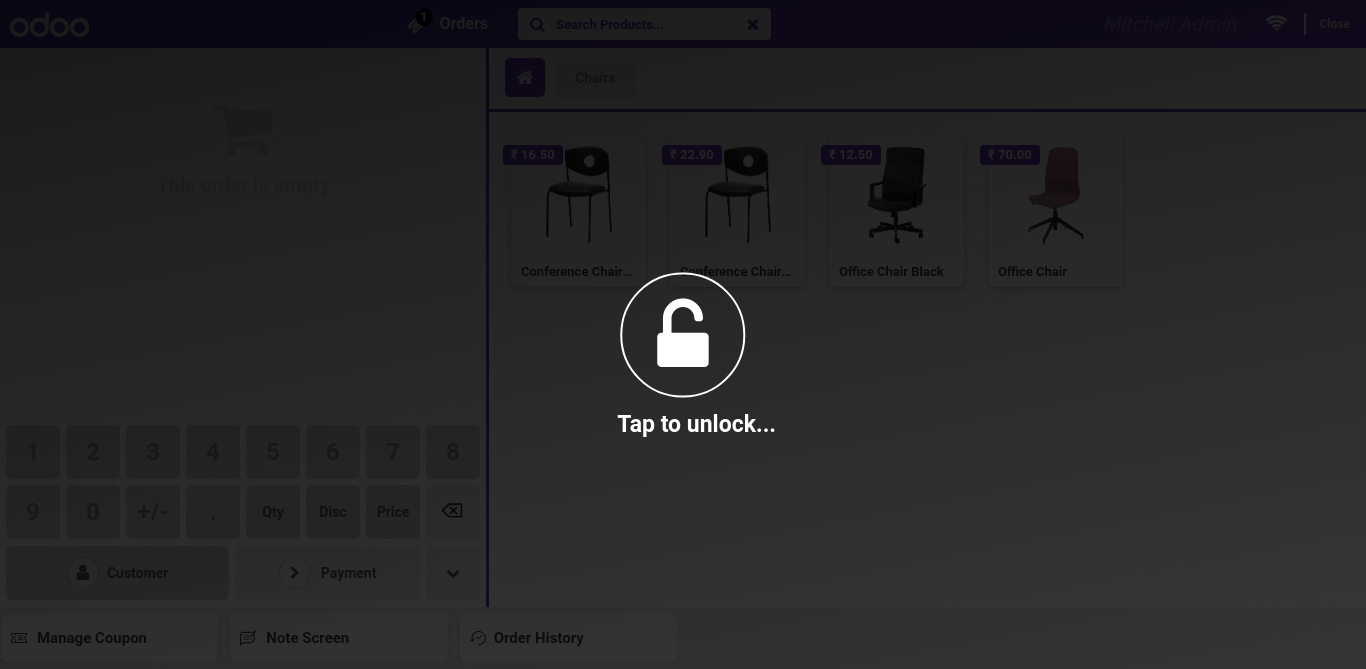 odoo
1
Orders
Search Products...
Mitchell Admin
Close
Chairs
This order is empty
₹ 16.50
₹ 22.90
₹ 12.50
₹ 70.00
Conference Chair...
Conference Chair...
Office Chair Black
Office Chair
Tap to unlock...
1 2 3 4 5 6 7 8
9 0 +/- . Qty Disc Price
Customer
Payment
Manage Coupon
Note Screen
Order History